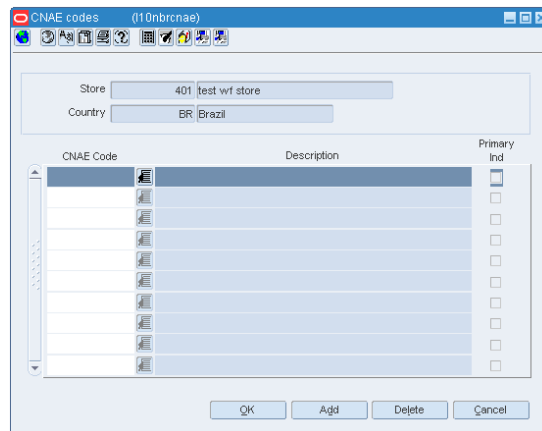 CNAE codes (l10nbrcnae)
Store 401 test wf store
Country BR Brazil
Primary
CNAE Code Description Ind
OK Add Delete Cancel